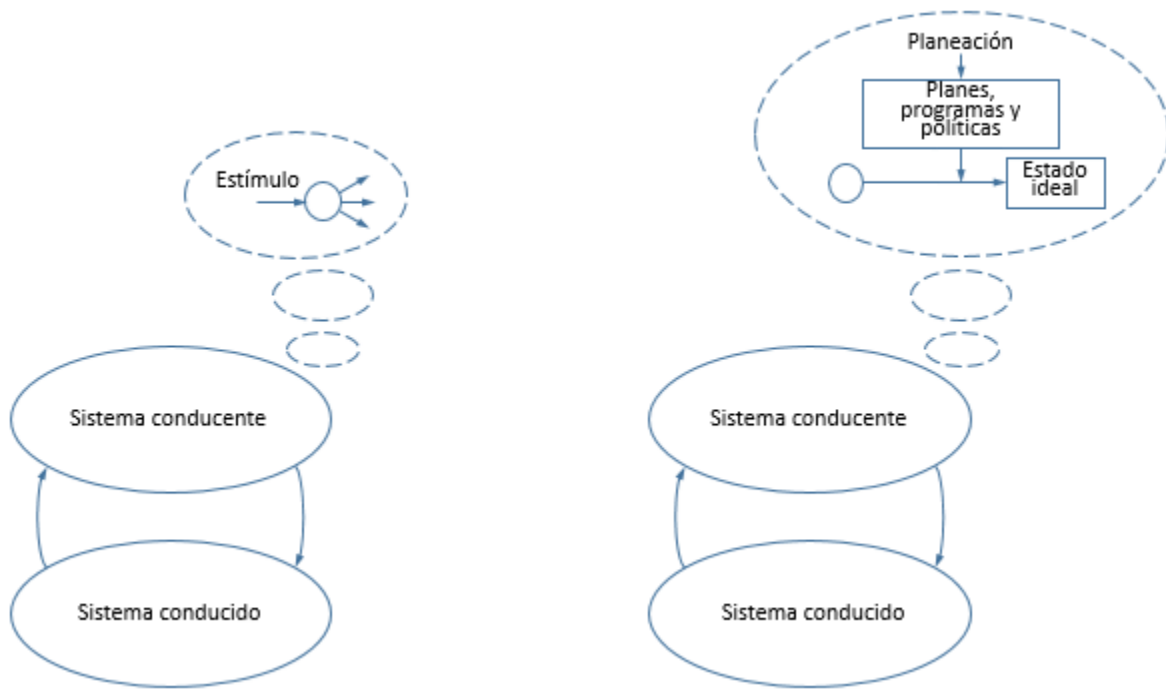 Estímulo
Sistema conducente
Sistema conducido
Planeación
Planes,
programas y
políticas
Estado
ideal
Sistema conducente
Sistema conducido